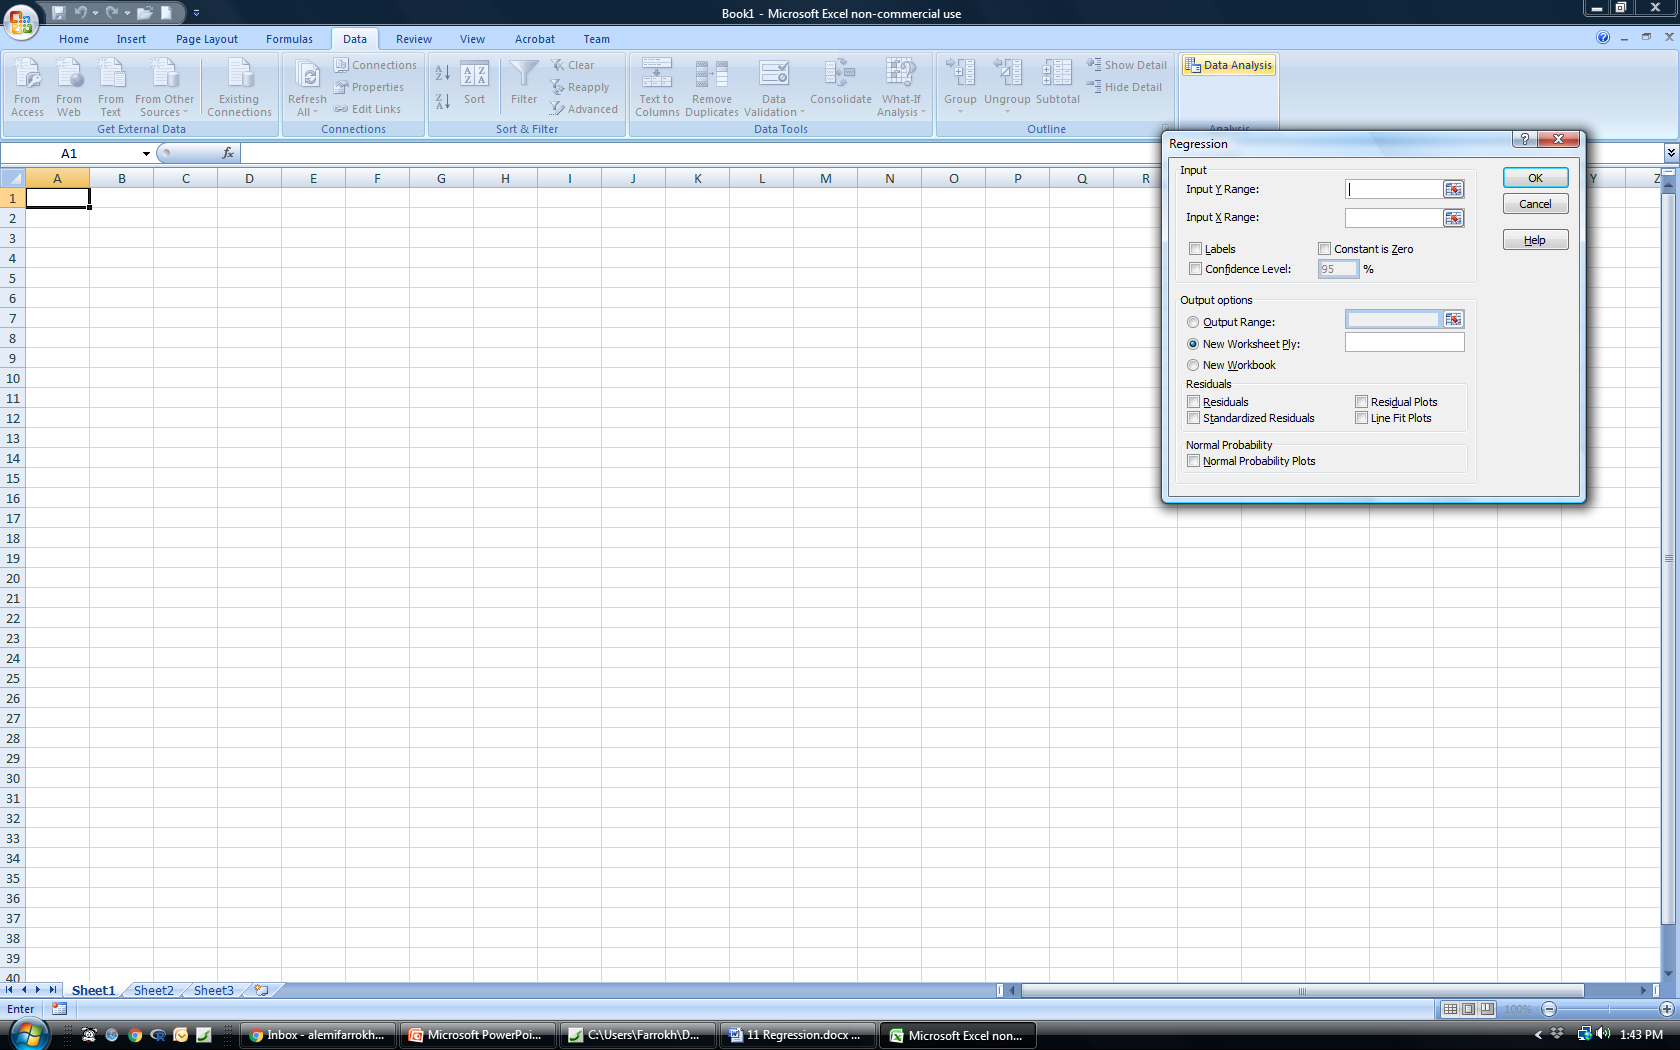 Book1 - Microsoft Excel non-commercial use
Home Insert Page Layout Formulas Data Review View Acrobat Team
From Access
From Web
From Text
From Other Sources
Existing Connections
Get External Data
Refresh All
Connections
Properties
Edit Links
Connections
Sort
Filter
Clear
Reapply
Advanced
Sort & Filter
Text to Columns
Remove Duplicates
Data Validation
Consolidate
What-If Analysis
Data Tools
Group
Ungroup
Subtotal
Show Detail
Hide Detail
Outline
Data Analysis
Analysis
A1
fx
A B C D E F G H I J K L M N O P Q R Y Z
1
2
3
4
5
6
7
8
9
10
11
12
13
14
15
16
17
18
19
20
21
22
23
24
25
26
27
28
29
30
31
32
33
34
35
36
37
38
39
40
Regression
Input
Input Y Range:
Input X Range:
Labels
Constant is Zero
Confidence Level:
95 %
OK
Cancel
Help
Output options
Output Range:
New Worksheet Ply:
New Workbook
Residuals
Residuals
Residual Plots
Standardized Residuals
Line Fit Plots
Normal Probability
Normal Probability Plots
Sheet1 Sheet2 Sheet3
Enter
100%
Inbox - alemifarrokh...
Microsoft PowerPoi...
C:\Users\Farrokh\D...
11 Regression.docx ...
Microsoft Excel non...
1:43 PM